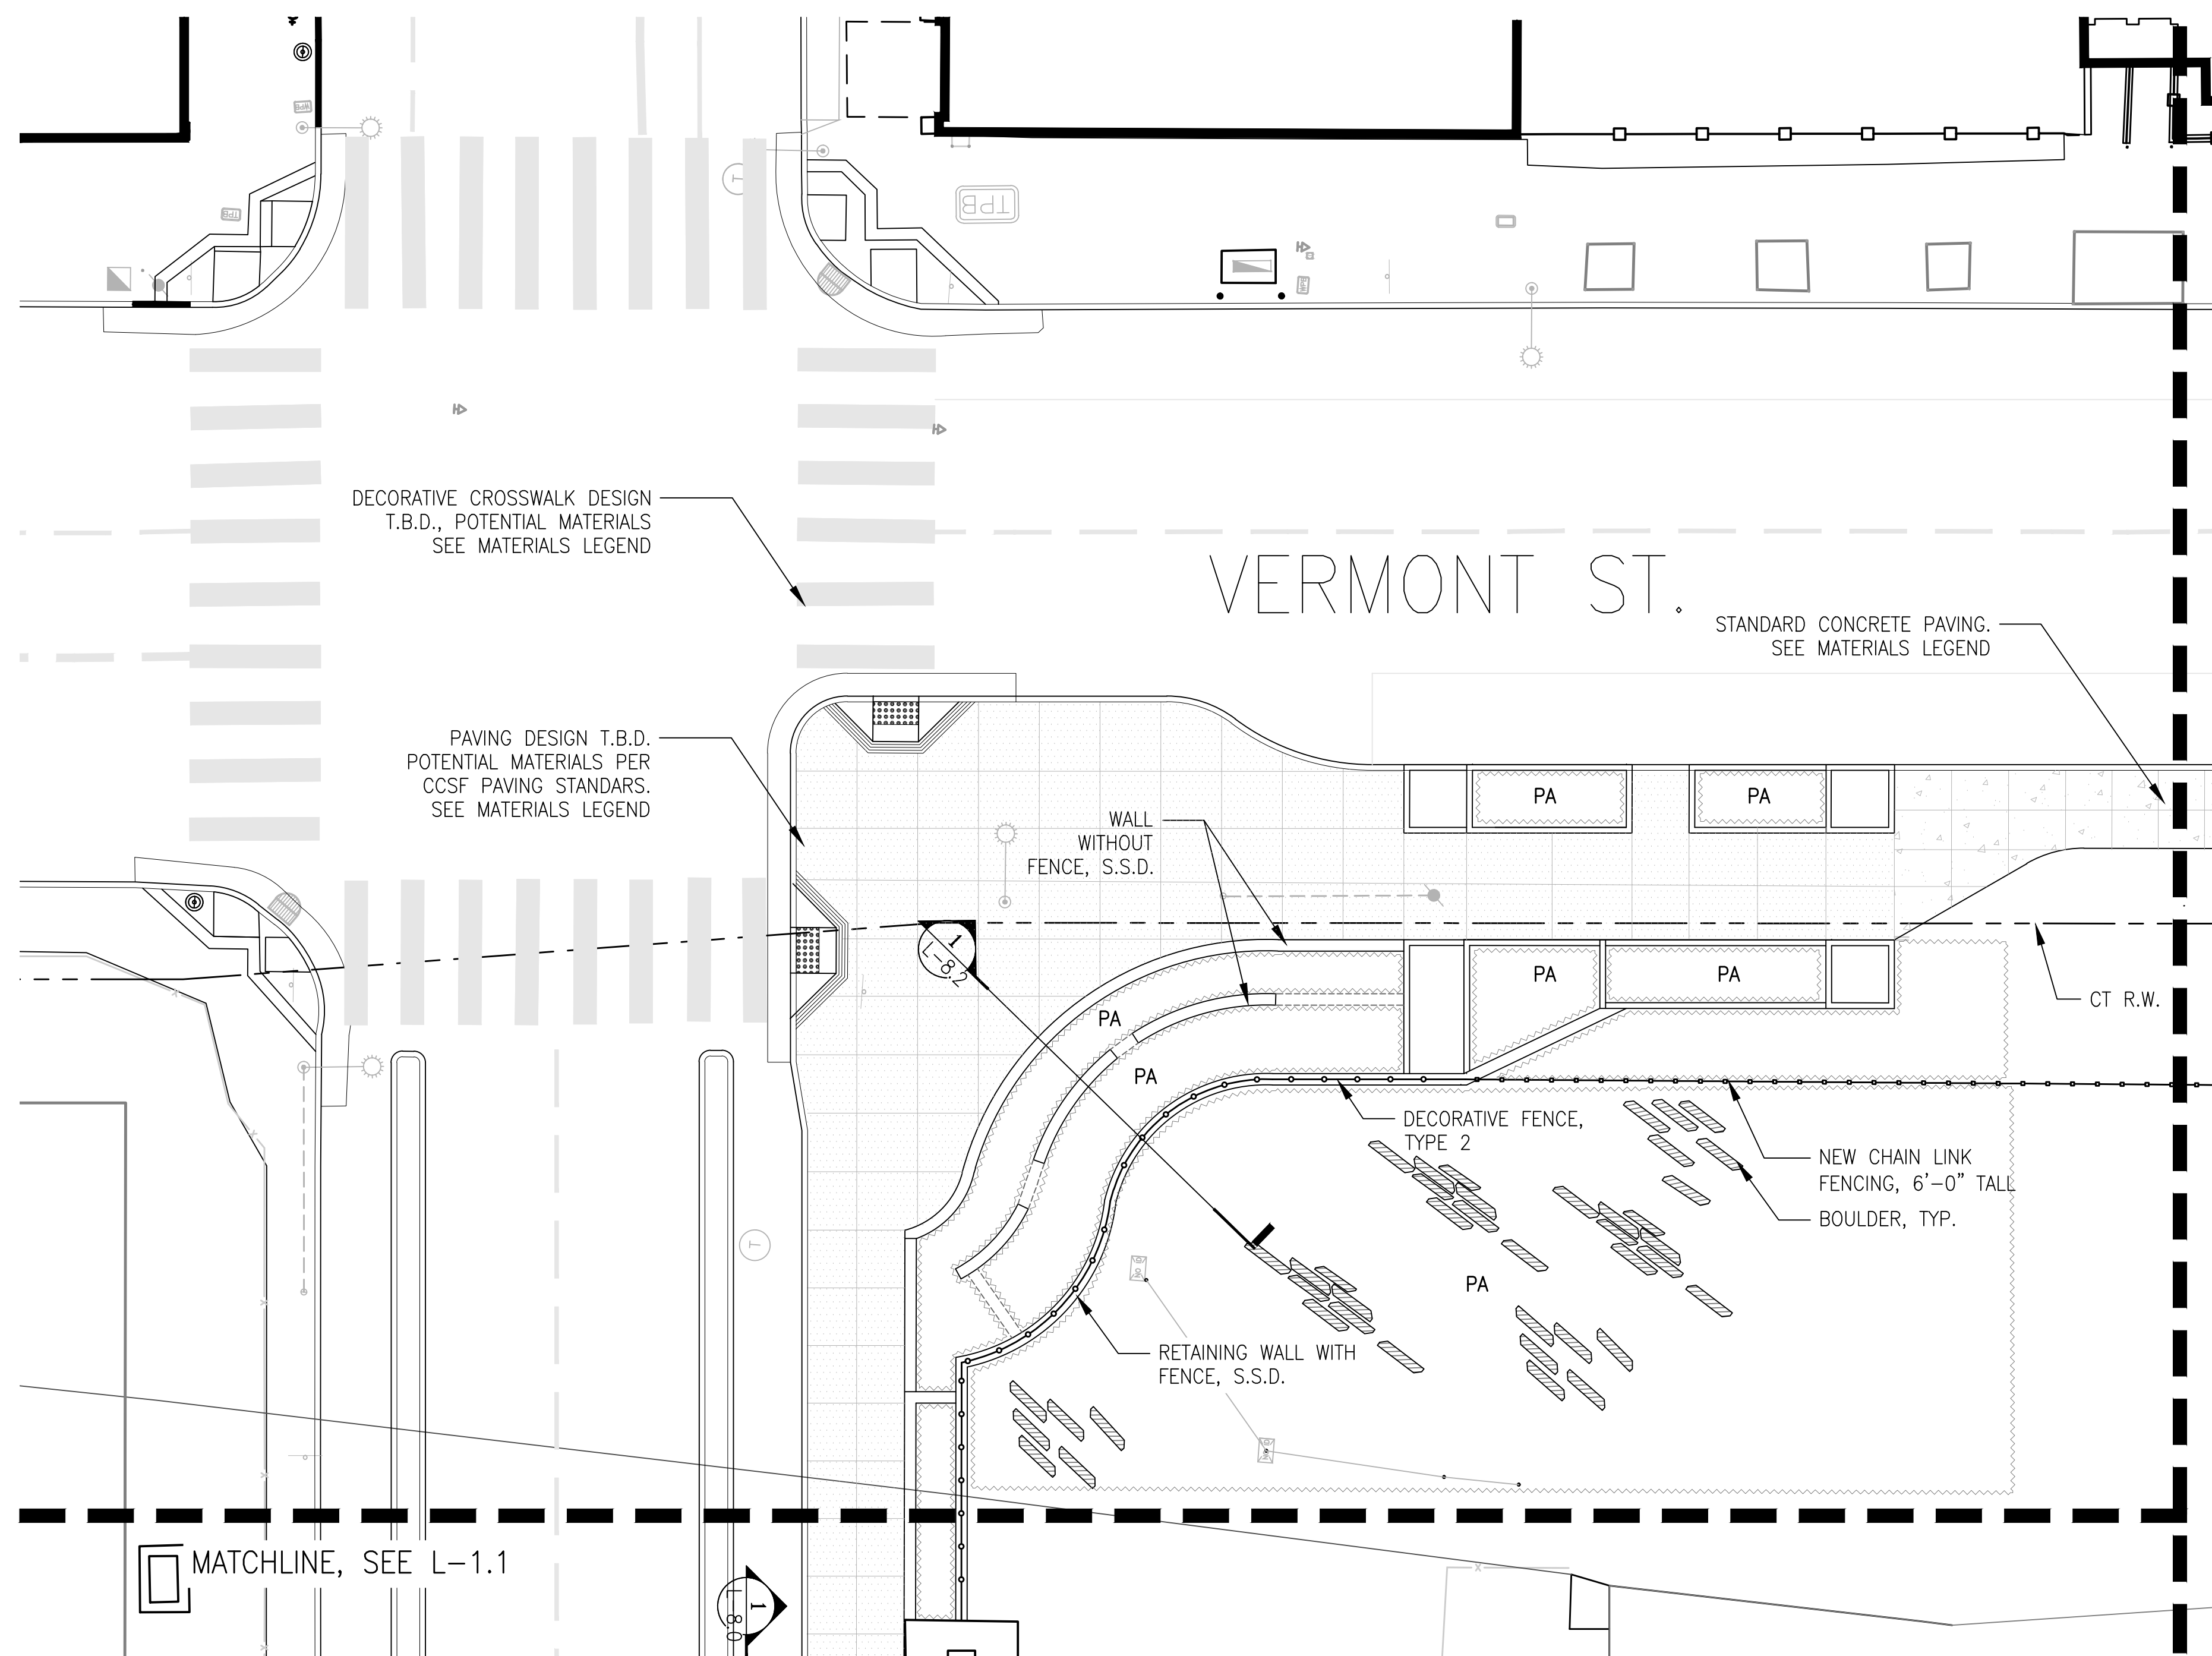 WPB
TPB
T
TPB
WPB
DECORATIVE CROSSWALK DESIGN
T.B.D., POTENTIAL MATERIALS
SEE MATERIALS LEGEND
VERMONT ST.
STANDARD CONCRETE PAVING.
SEE MATERIALS LEGEND
PAVING DESIGN T.B.D.
POTENTIAL MATERIALS PER
CCSF PAVING STANDARS.
SEE MATERIALS LEGEND
WALL
WITHOUT
FENCE, S.S.D.
PA
PA
1
L-8.2
PA
PA
PA
PA
CT R.W.
DECORATIVE FENCE,
TYPE 2
NEW CHAIN LINK
FENCING, 6'-0" TALL
BOULDER, TYP.
T
PA
RETAINING WALL WITH
FENCE, S.S.D.
MATCHLINE, SEE L-1.1
1
L-8.0